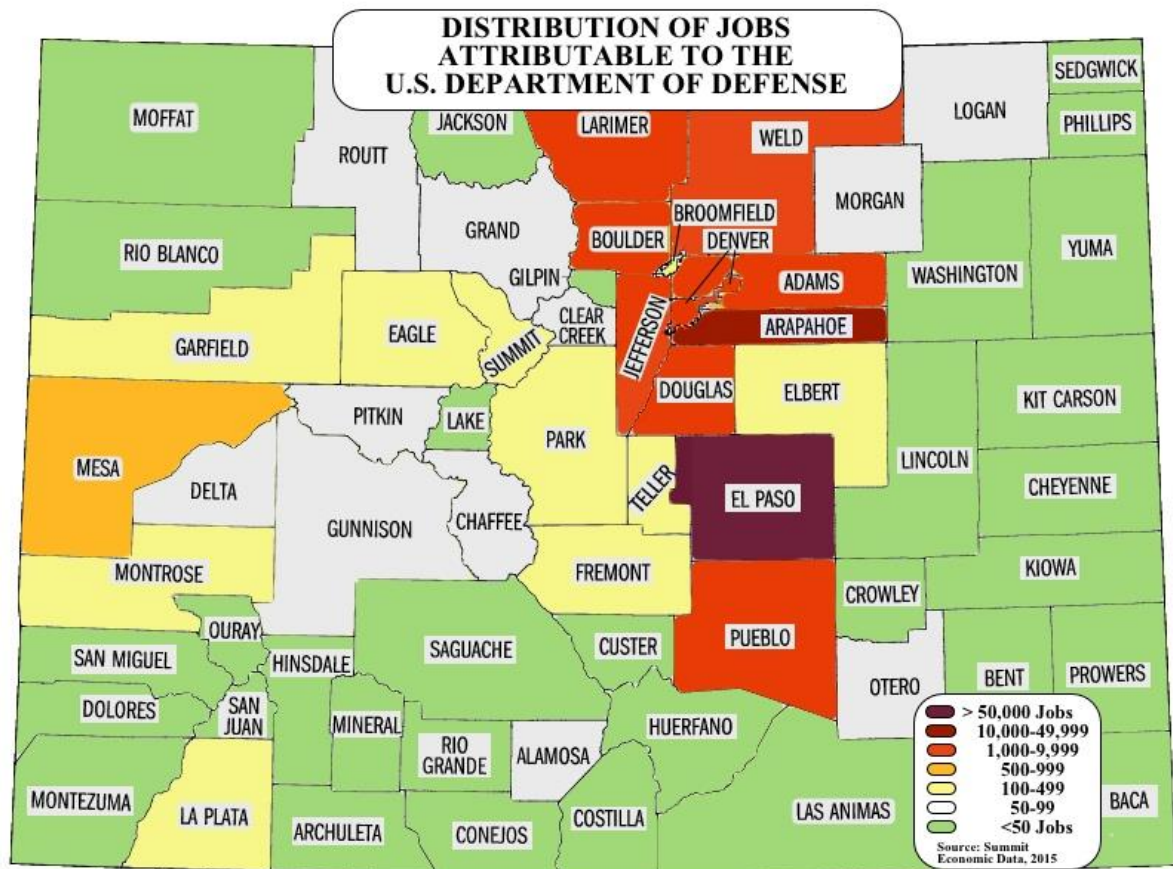 DISTRIBUTION OF JOBS
ATTRIBUTABLE TO THE
U.S. DEPARTMENT OF DEFENSE
SEDGWICK
LOGAN
MOFFAT
JACKSON
LARIMER
WELD
PHILLIPS
ROUTT
MORGAN
BROOMFIELD
GRAND
BOULDER
DENVER
RIO BLANCO
YUMA
WASHINGTON
GILPIN
ADAMS
CLEAR
CREEK
ARAPAHOE
JEFFERSON
GARFIELD
EAGLE
SUMMIT
DOUGLAS
ELBERT
KIT CARSON
PITKIN
LAKE
PARK
MESA
LINCOLN
DELTA
TELLER
EL PASO
CHEYENNE
CHAFFEE
GUNNISON
MONTROSE
FREMONT
KIOWA
CROWLEY
OURAY
PUEBLO
SAN MIGUEL
HINSDALE
SAGUACHE
CUSTER
OTERO
BENT
PROWERS
DOLORES
SAN
JUAN
MINERAL
HUERFANO
RIO
GRANDE
ALAMOSA
MONTEZUMA
LA PLATA
ARCHULETA
CONEJOS
COSTILLA
LAS ANIMAS
BACA
> 50,000 Jobs
10,000-49,999
1,000-9,999
500-999
100-499
50-99
<50 Jobs
Source: Summit
Economic Data, 2015